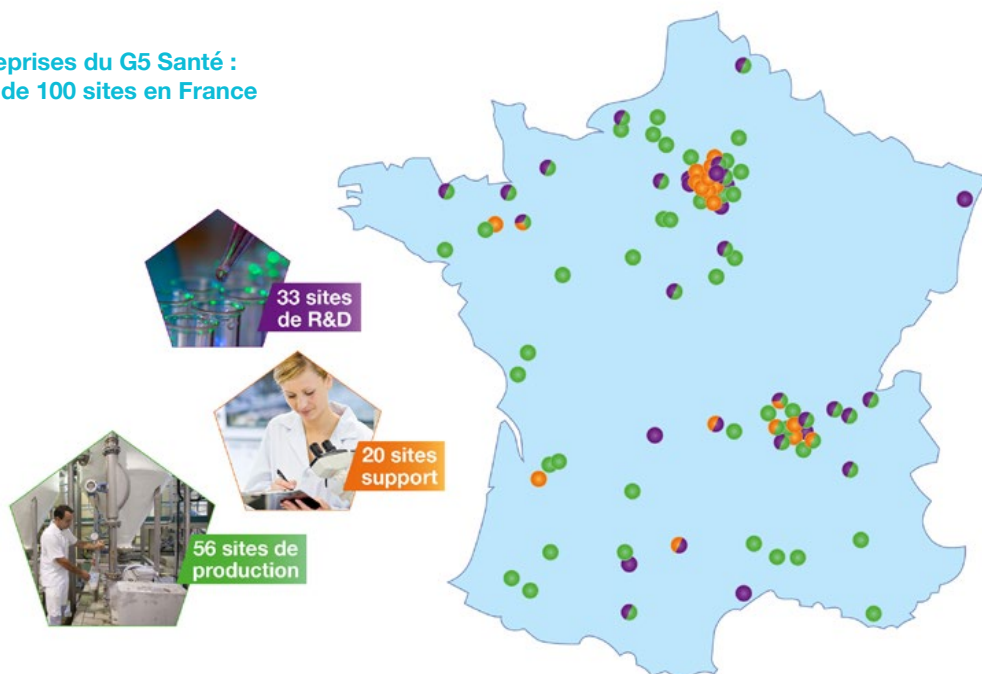 eprises du G5 Santé :
de 100 sites en France
33 sites
de R&D
20 sites
support
56 sites de
production